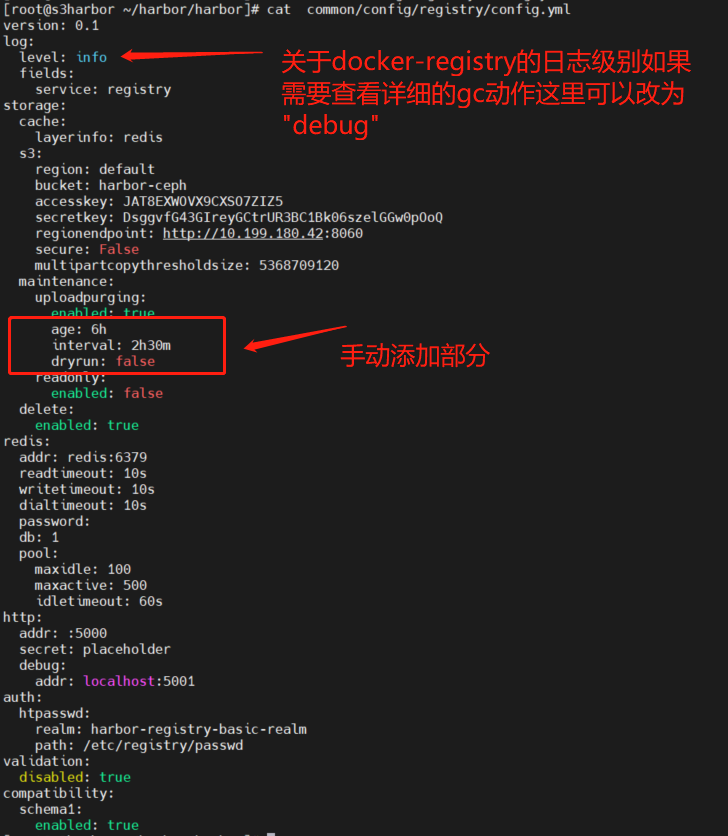 [root@s3harbor ~/harbor/harbor]# cat  common/config/registry/config.yml
version: 0.1
log:
  level: info
关于docker-registry的日志级别如果
需要查看详细的gc动作这里可以改为
"debug"
  fields:
    service: registry
storage:
  cache:
    layerinfo: redis
  s3:
    region: default
    bucket: harbor-ceph
    accesskey: JAT8EXWOVX9CXSO7ZIZ5
    secretkey: DsggvfG43GIreyGCtrUR3BC1Bk06szelGGw0pOoQ
    regionendpoint: http://10.199.180.42:8060
    secure: False
    multipartcopythresholdsize: 5368709120
  maintenance:
    uploadpurging:
      enabled: true
      age: 6h
      interval: 2h30m
      dryrun: false
手动添加部分
    readonly:
      enabled: false
  delete:
    enabled: true
redis:
  addr: redis:6379
  readtimeout: 10s
  writetimeout: 10s
  dialtimeout: 10s
  password:
  db: 1
  pool:
    maxidle: 100
    maxactive: 500
    idletimeout: 60s
http:
  addr: :5000
  secret: placeholder
  debug:
    addr: localhost:5001
auth:
  htpasswd:
    realm: harbor-registry-basic-realm
    path: /etc/registry/passwd
validation:
  disabled: true
compatibility:
  schema1:
    enabled: true